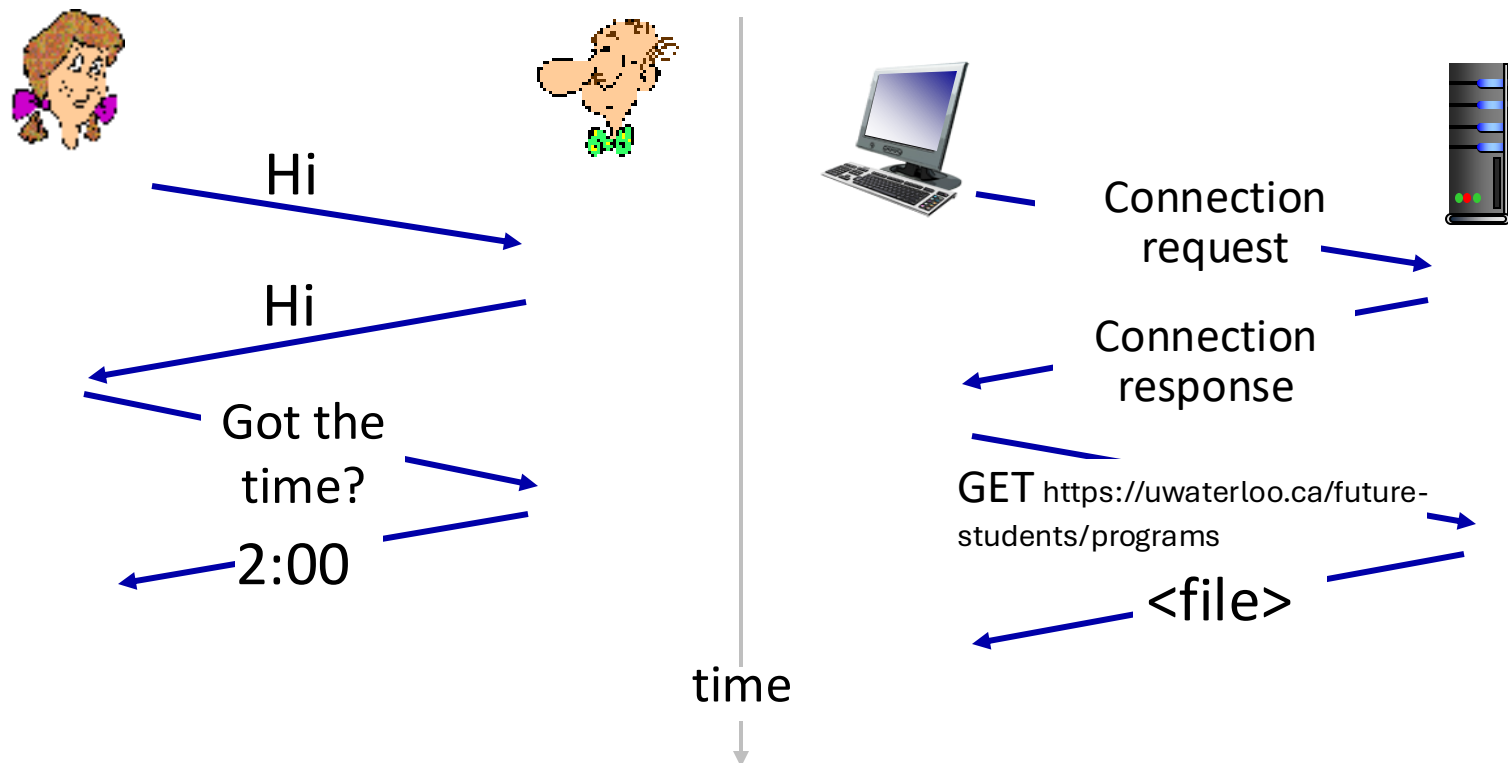 Hi
Hi
Got the
time?
2:00
time
Connection
request
Connection
response
GET https://uwaterloo.ca/future-
students/programs
<file>